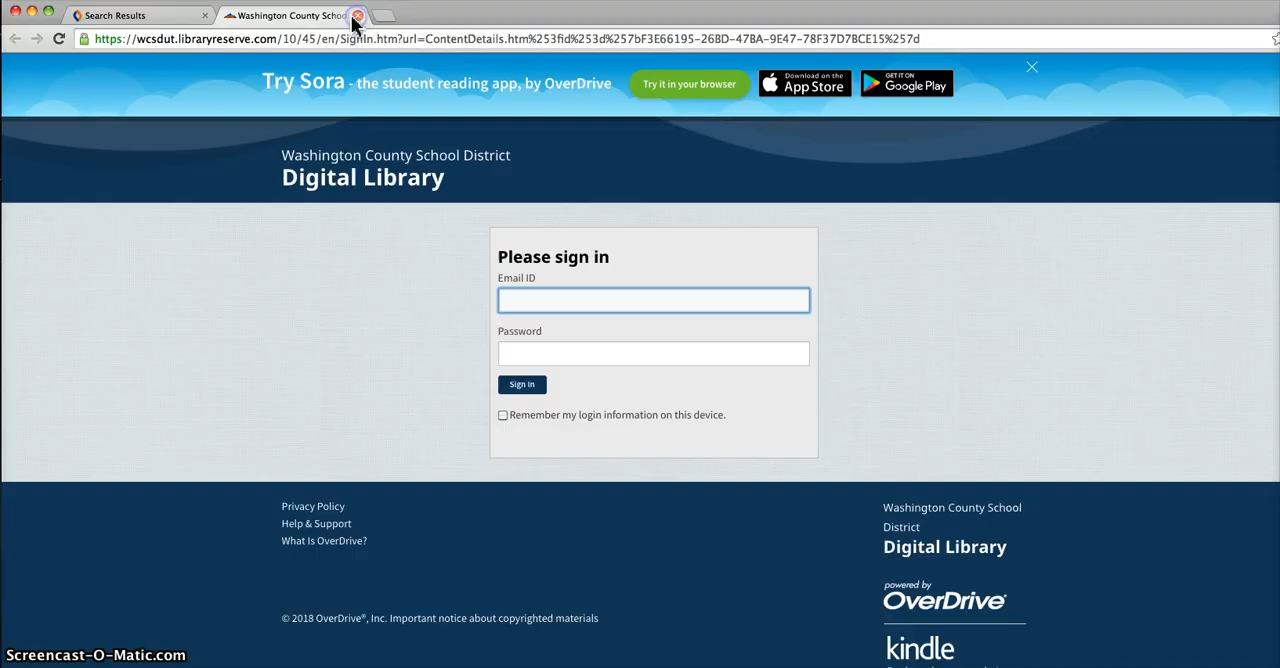 Search Results
Washington County Schoo
https://wcsdut.libraryreserve.com/10/45/en/SignIn.htm?url=ContentDetails.htm%253fid%253d%257bF3E66195-26BD-47BA-9E47-78F37D7BCE15%257d
Try Sora - the student reading app, by OverDrive
Try it in your browser
Download on the
App Store
GET IT ON
Google Play
Washington County School District
Digital Library
Please sign in
Email ID
Password
Sign in
Remember my login information on this device.
Privacy Policy
Help & Support
What Is OverDrive?
© 2018 OverDrive®, Inc. Important notice about copyrighted materials
Washington County School
District
Digital Library
powered by
OverDrive®
kindle
Screencast-O-Matic.com